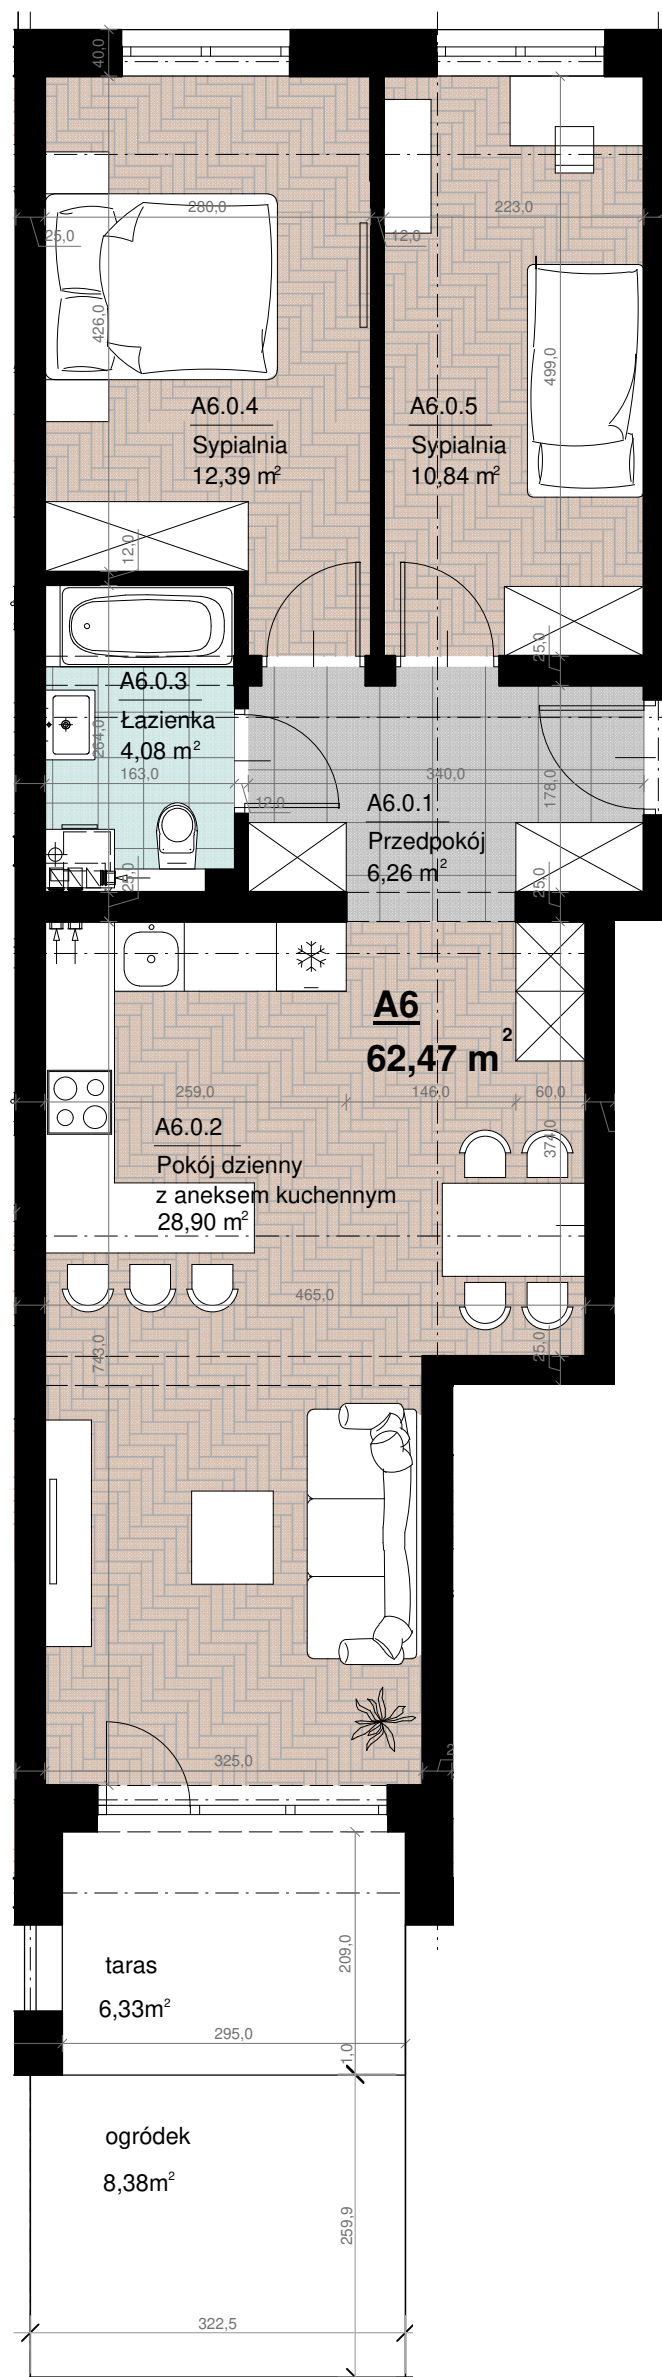 40,0
280,0
223,0
25,0
12,0
426,0
499,0
A6.0.4
Sypialnia
12,39 m²
A6.0.5
Sypialnia
10,84 m²
12,0
25,0
A6.0.3
Łazienka
4,08 m²
264,0
163,0
340,0
178,0
12,0
A6.0.1
Przedpokój
6,26 m²
25,0
25,0
A6
62,47 m²
259,0
146,0
60,0
374,0
A6.0.2
Pokój dzienny
z aneksem kuchennym
28,90 m²
465,0
743,0
25,0
325,0
2
209,0
taras
6,33m²
295,0
1,0
ogródek
8,38m²
259,9
322,5